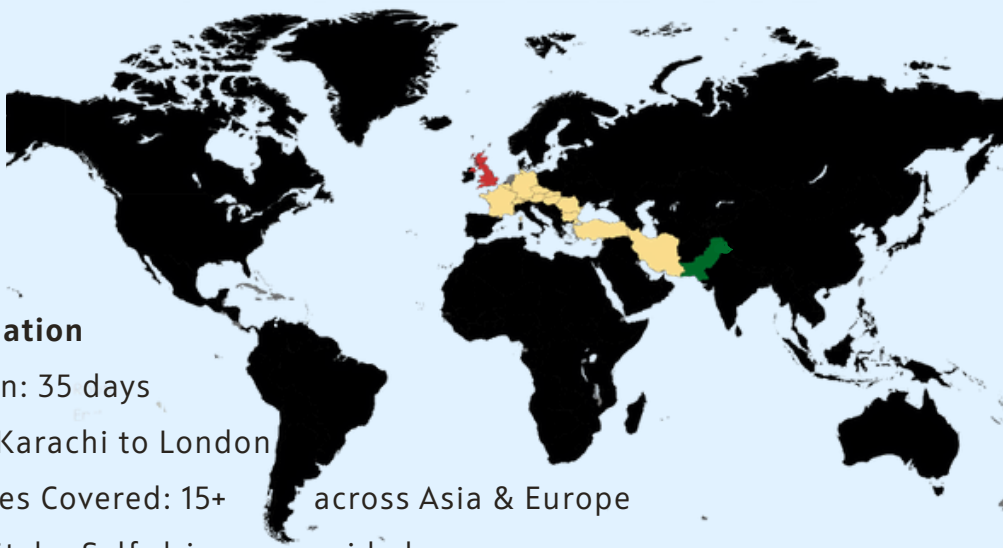 ation
n: 35 days
Karachi to London
es Covered: 15+ across Asia & Europe